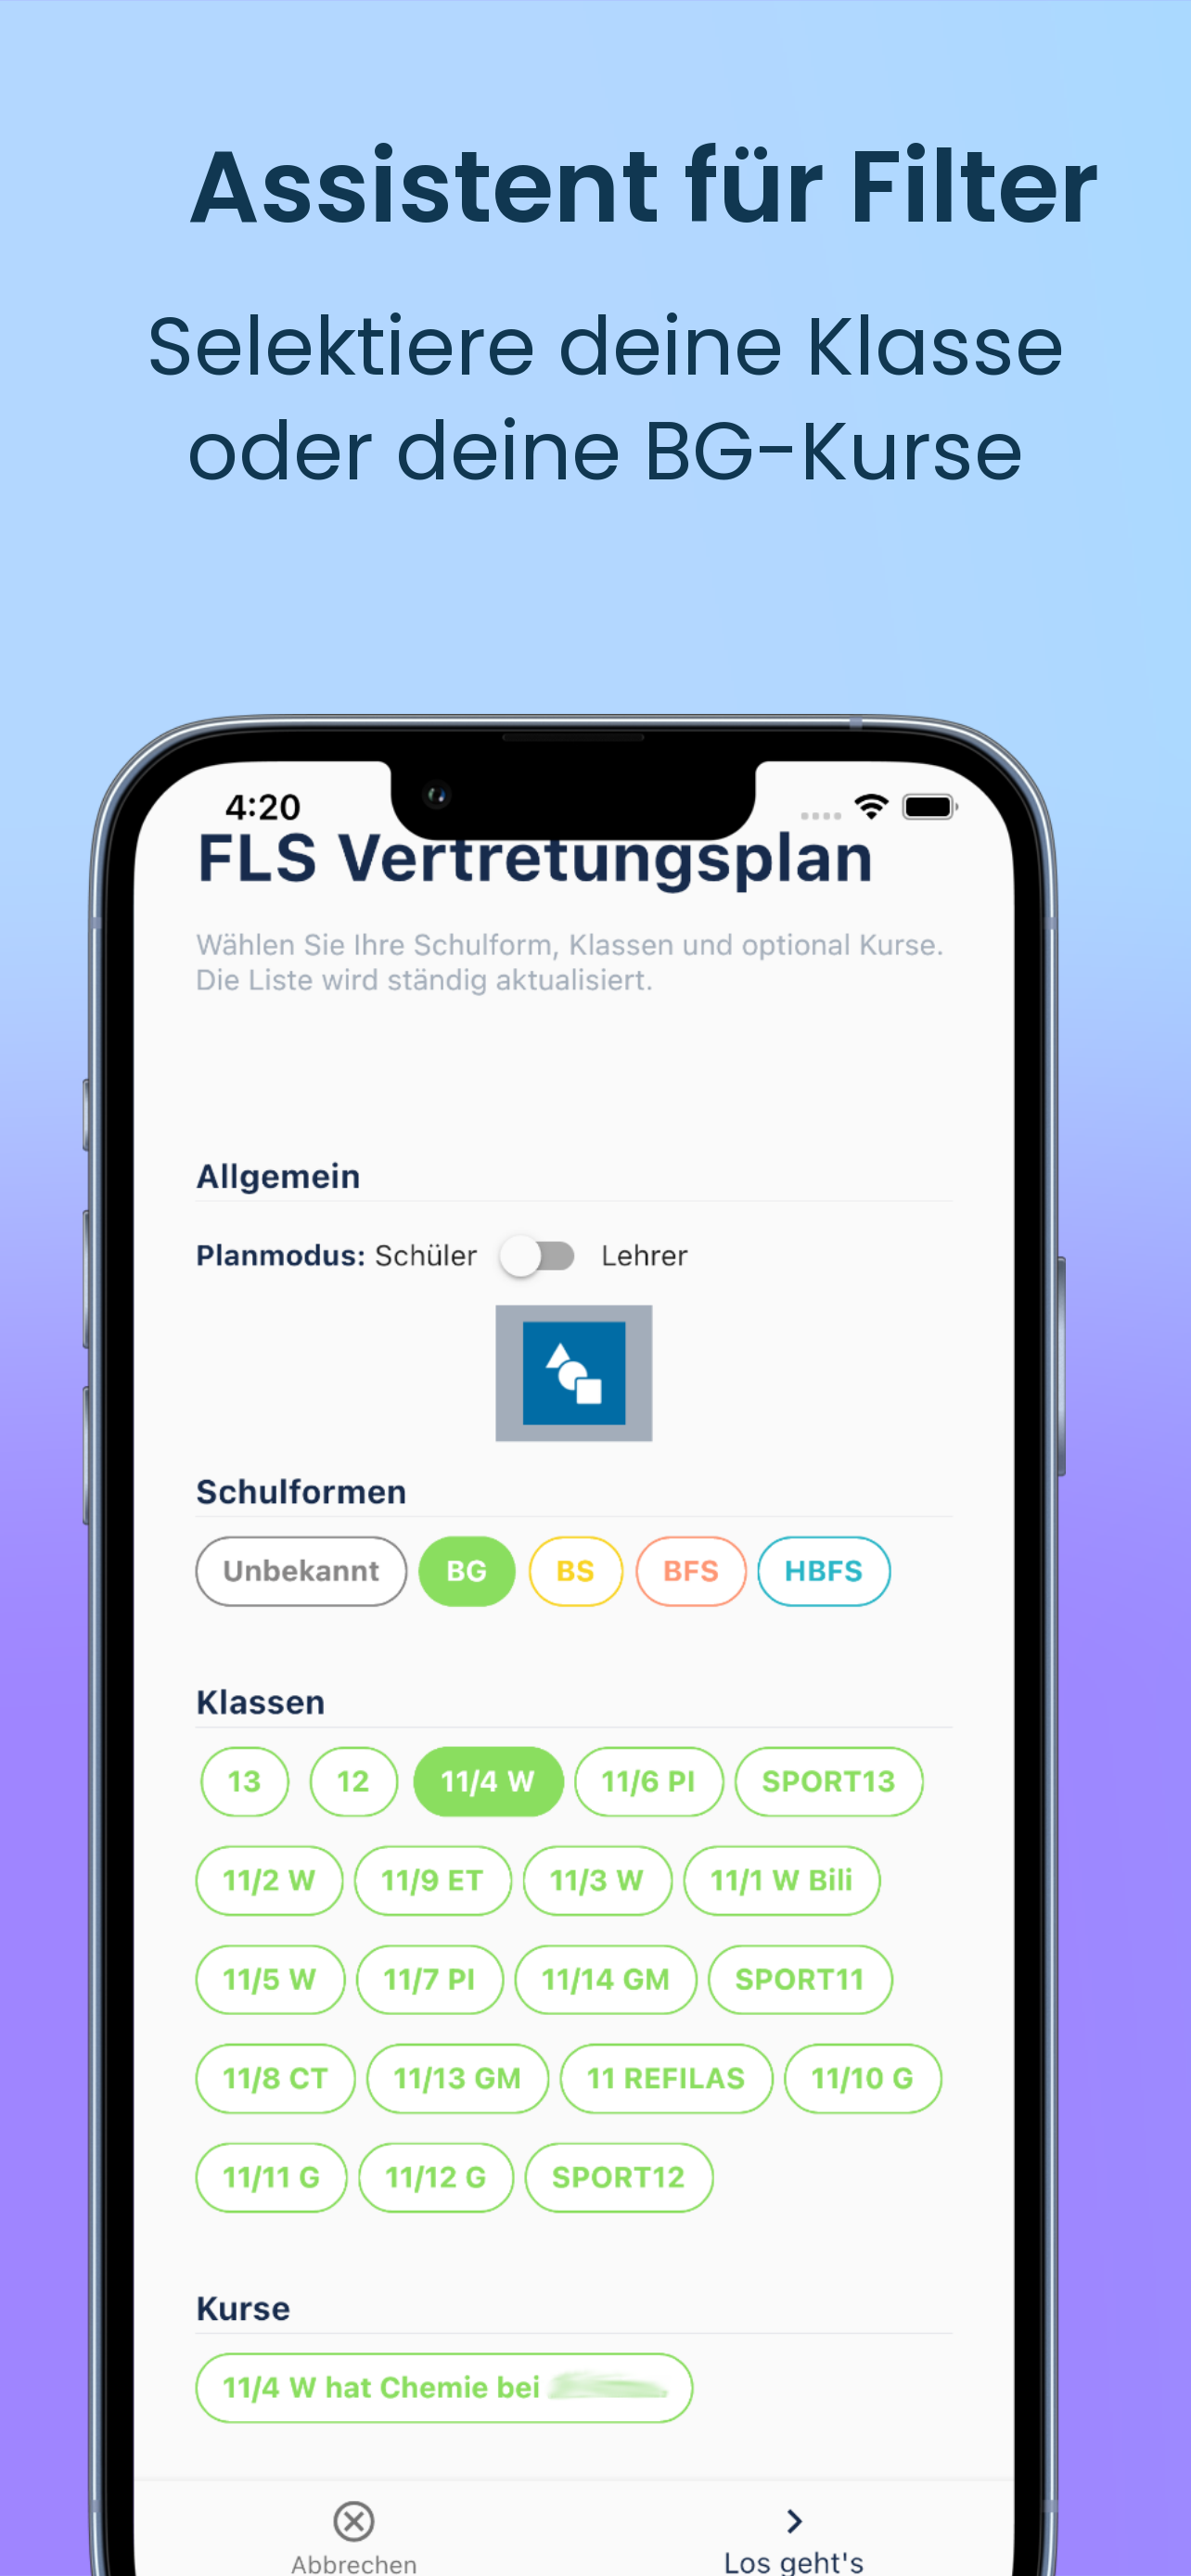 Assistent für Filter
Selektiere deine Klasse
oder deine BG-Kurse
4:20
FLS Vertretungsplan
Wählen Sie Ihre Schulform, Klassen und optional Kurse.
Die Liste wird ständig aktualisiert.
Allgemein
Planmodus: Schüler Lehrer
Schulformen
Unbekannt BG BS BFS HBFS
Klassen
13 12 11/4 W 11/6 PI SPORT13
11/2 W 11/9 ET 11/3 W 11/1 W Bili
11/5 W 11/7 PI 11/14 GM SPORT11
11/8 CT 11/13 GM 11 REFILAS 11/10 G
11/11 G 11/12 G SPORT12
Kurse
11/4 W hat Chemie bei
Abbrechen Los geht's